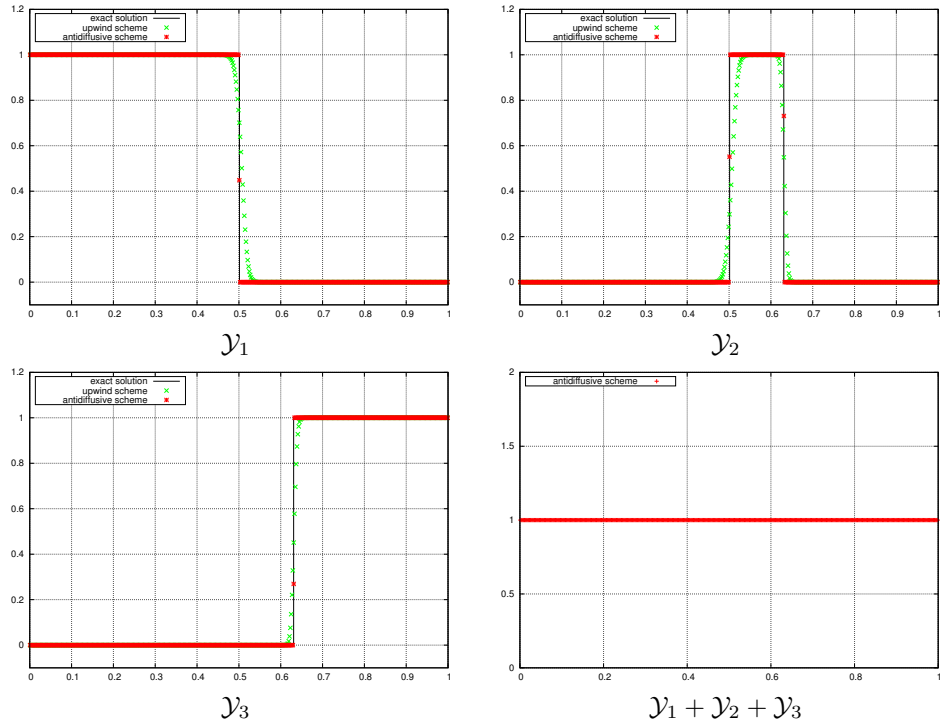 exact solution
upwind scheme
antidiffusive scheme
1.2
1
0.8
0.6
0.4
0.2
0
0 0.1 0.2 0.3 0.4 0.5 0.6 0.7 0.8 0.9 1
𝒴₁
exact solution
upwind scheme
antidiffusive scheme
1.2
1
0.8
0.6
0.4
0.2
0
0 0.1 0.2 0.3 0.4 0.5 0.6 0.7 0.8 0.9 1
𝒴₂
exact solution
upwind scheme
antidiffusive scheme
1.2
1
0.8
0.6
0.4
0.2
0
0 0.1 0.2 0.3 0.4 0.5 0.6 0.7 0.8 0.9 1
𝒴₃
antidiffusive scheme
2
1.5
1
0.5
0
0 0.2 0.4 0.6 0.8 1
𝒴₁ + 𝒴₂ + 𝒴₃